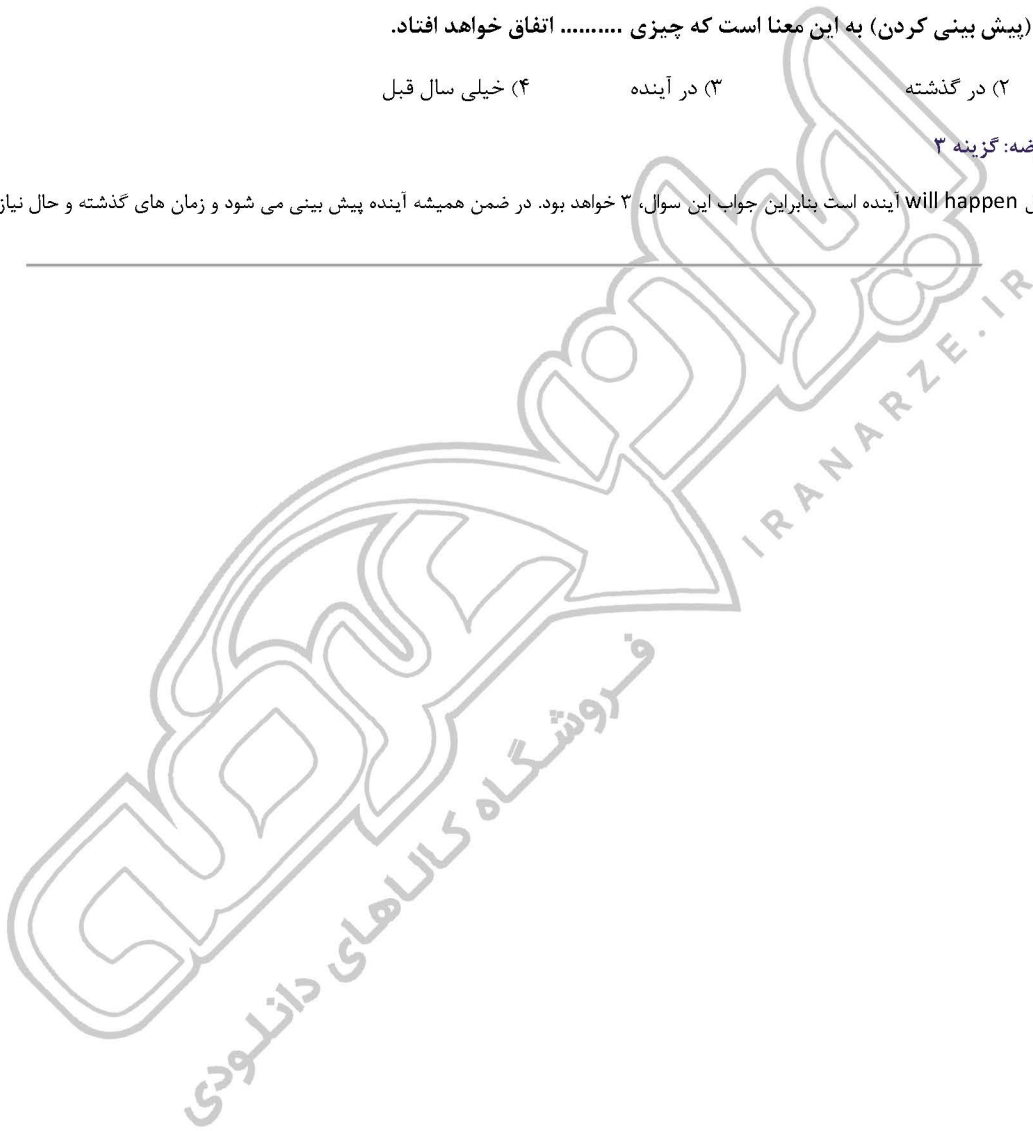 (پیش بینی کردن) به این معنا است که چیزی .......... اتفاق خواهد افتاد.
۲) در گذشته ۳) در آینده ۴) خیلی سال قبل
گزینه ۳
will happen آینده است بنابراین جواب این سوال، ۳ خواهد بود. در ضمن همیشه آینده پیش بینی می شود و زمان های گذشته و حال نیاز
ایران عرضه
IRANARZE.IR
فروشگاه کالاهای دانلودی